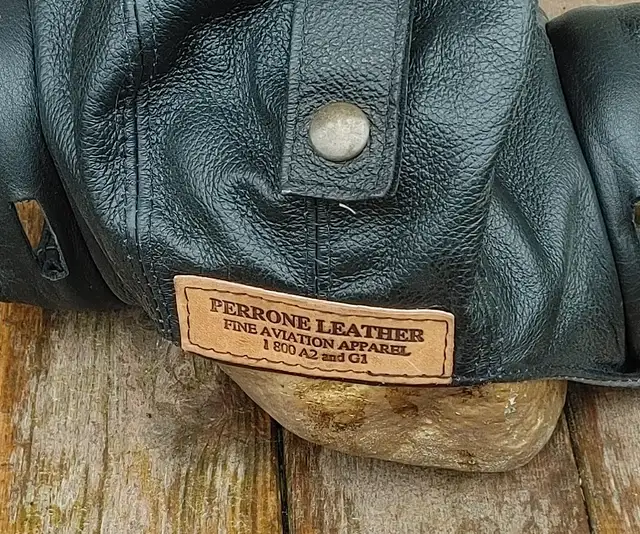 PERRONE LEATHER
FINE AVIATION APPAREL
1 800 A2 and G1